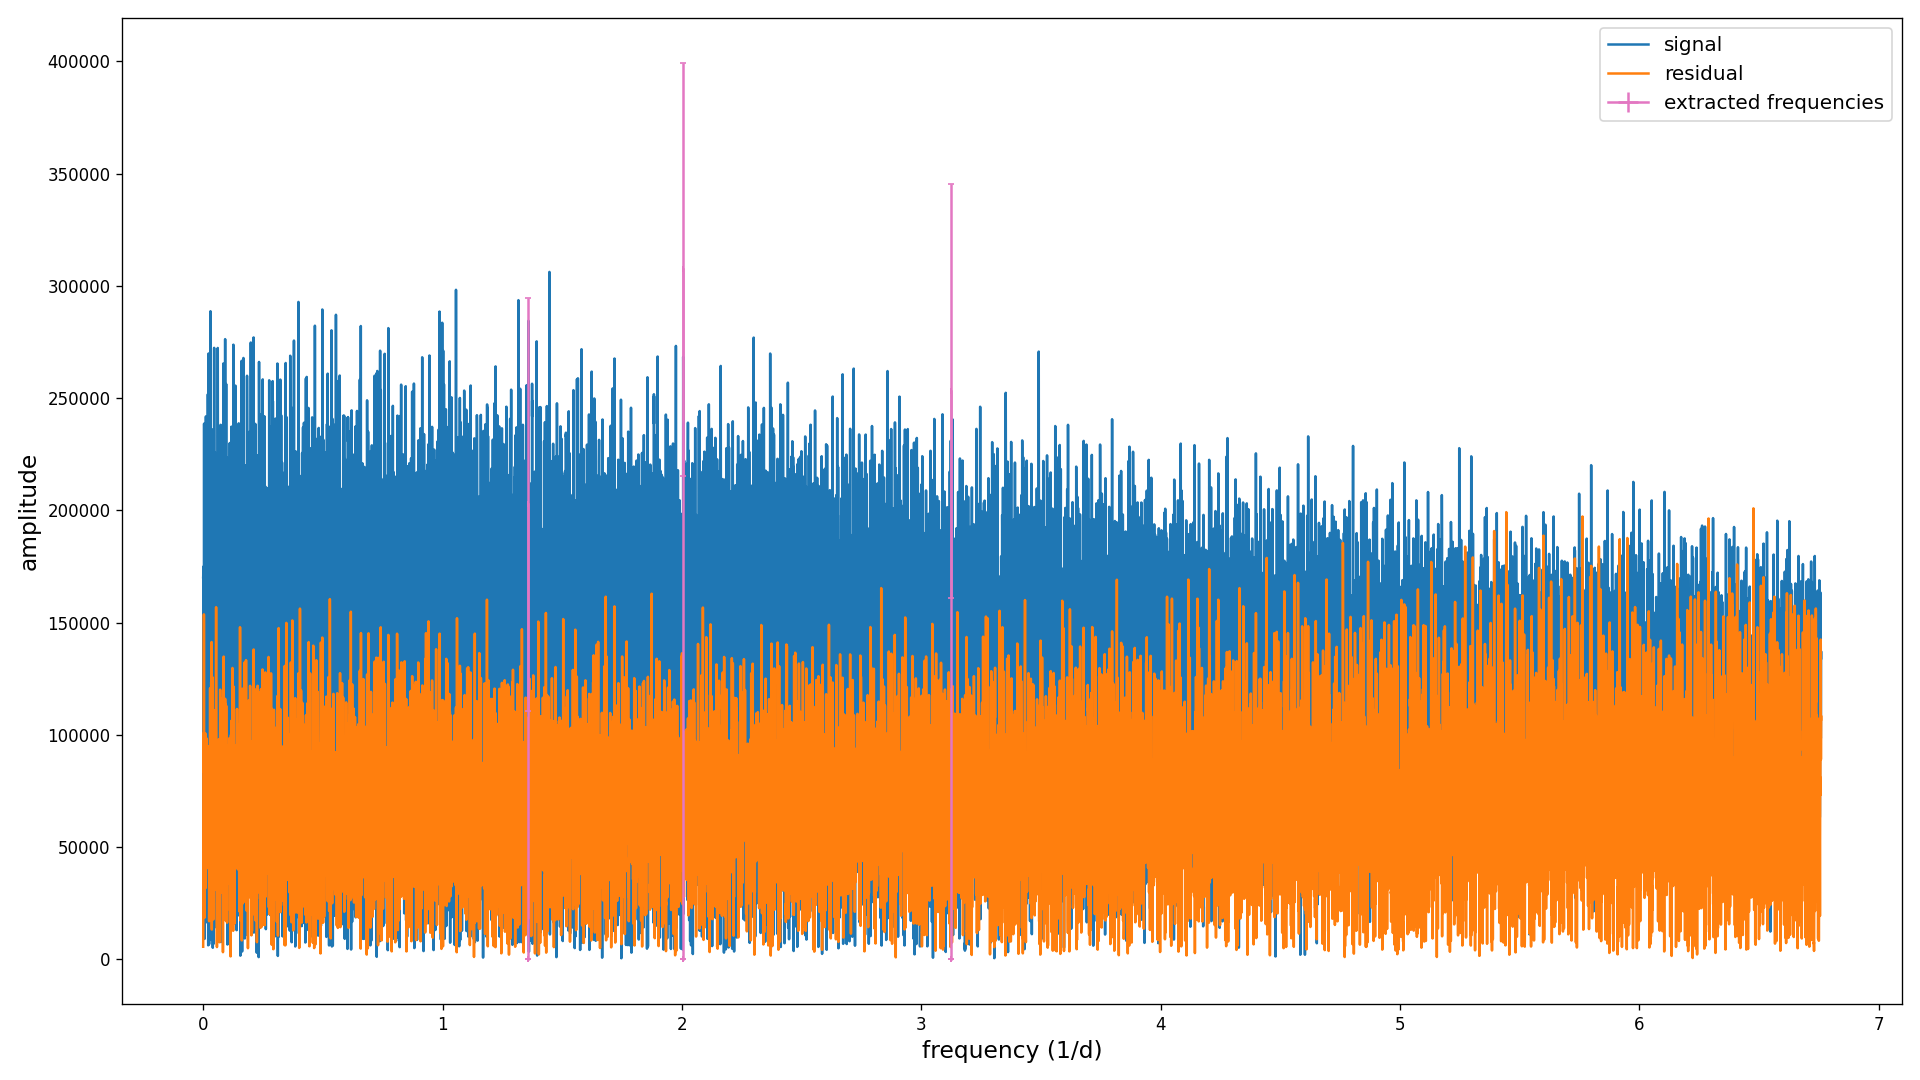 signal
residual
extracted frequencies
amplitude
400000
350000
300000
250000
200000
150000
100000
50000
0
0 1 2 3 4 5 6 7
frequency (1/d)